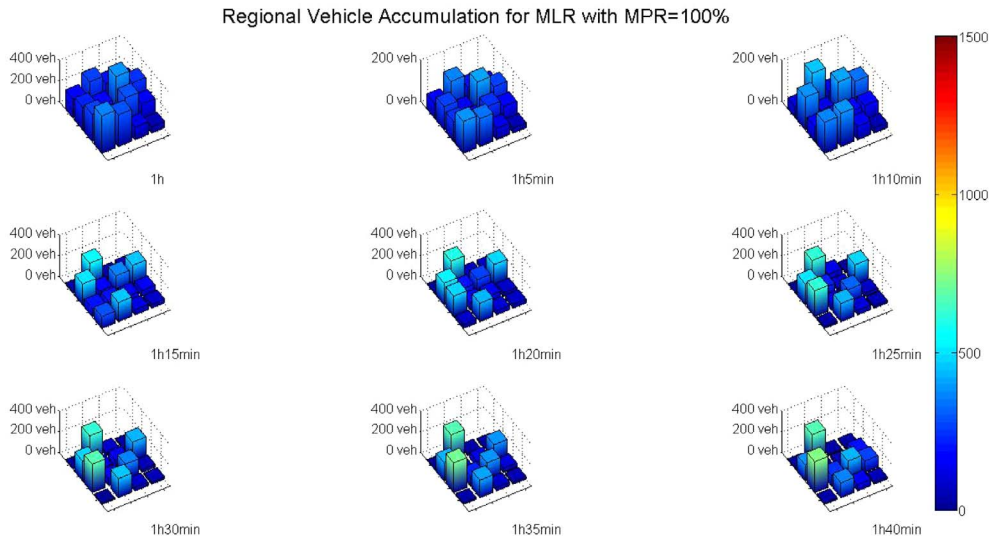 Regional Vehicle Accumulation for MLR with MPR=100%
400 veh
200 veh
0 veh
1h
200 veh
0 veh
1h5min
200 veh
0 veh
1h10min
400 veh
200 veh
0 veh
1h15min
400 veh
200 veh
0 veh
1h20min
400 veh
200 veh
0 veh
1h25min
400 veh
200 veh
0 veh
1h30min
400 veh
200 veh
0 veh
1h35min
400 veh
200 veh
0 veh
1h40min
1500
1000
500
0